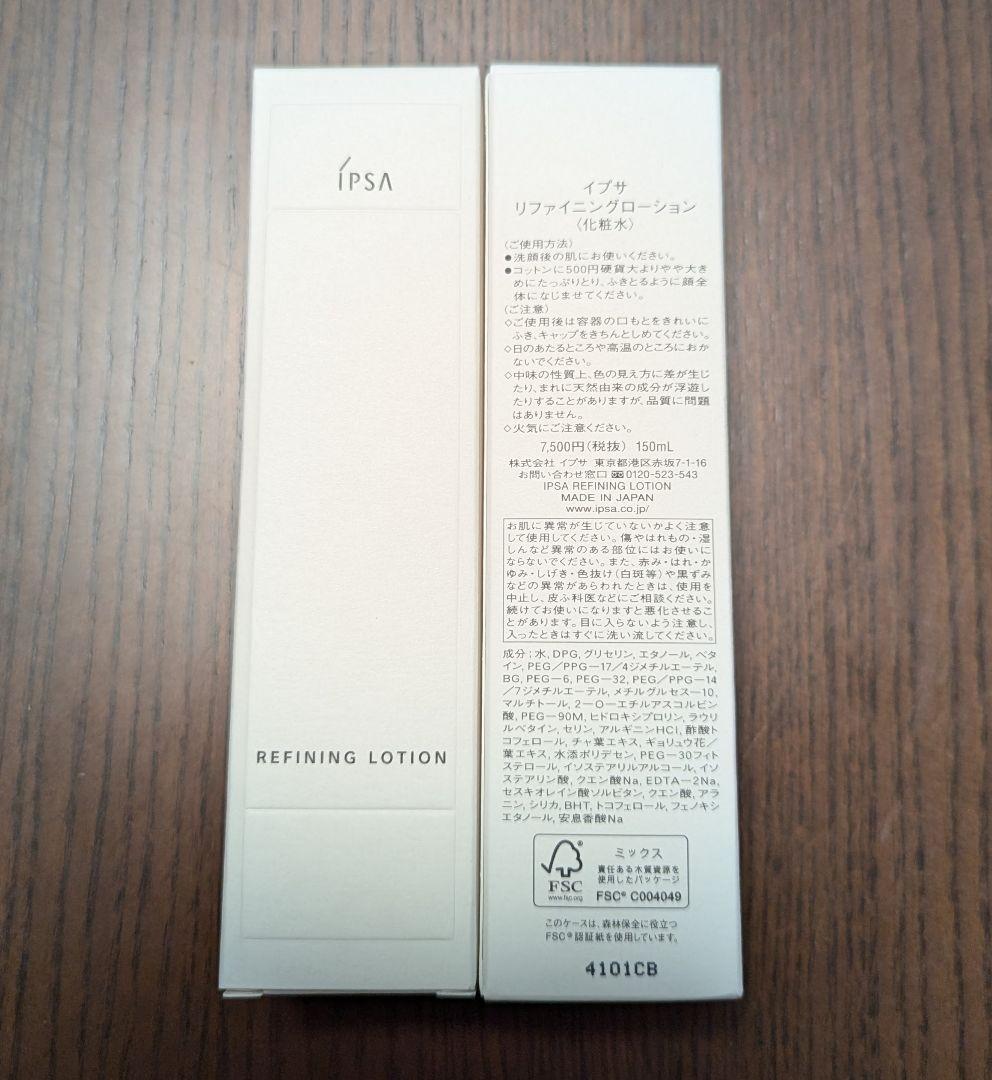 IPSA
REFINING LOTION
イプサ
リファイニングローション
〈化粧水〉
〈ご使用方法〉
●洗顔後の肌にお使いください。
●コットンに500円硬貨大よりやや大き
めにたっぷりとり、ふきとるように顔全
体になじませてください。
〈ご注意〉
◇ご使用後は容器の口もとをきれいに
ふき、キャップをきちんとしめてください。
◇日のあたるところや高温のところにおか
ないでください。
◇中味の性質上、色の見え方に差が生じ
たり、まれに天然由来の成分が浮遊し
たりすることがありますが、品質に問題
はありません。
◇火気にご注意ください。
7,500円(税抜) 150mL
株式会社 イプサ 東京都港区赤坂7-1-16
お問い合わせ窓口 0120-523-543
IPSA REFINING LOTION
MADE IN JAPAN
www.ipsa.co.jp/
お肌に異常が生じていないかよく注意
して使用してください。傷やはれもの・湿
しんなど異常のある部位にはお使いに
ならないでください。また、赤み・はれ・か
ゆみ・しげき・色抜け(白斑等)や黒ずみ
などの異常があらわれたときは、使用を
中止し、皮ふ科医などにご相談ください。
続けてお使いになりますと悪化させるこ
とがあります。目に入らないよう注意し、
入ったときはすぐに洗い流してください。
成分:水, DPG, グリセリン, エタノール, ベタ
イン, PEG/PPG-17/4ジメチルエーテル,
BG, PEG-6, PEG-32, PEG/PPG-14
/7ジメチルエーテル, メチルグルセス-10,
マルチトール, 2-O-エチルアスコルビン
酸, PEG-90M, ヒドロキシプロリン, ラウリ
ルベタイン, セリン, アルギニンHCl, 酢酸ト
コフェロール, チャ葉エキス, ギョリュウ花/
葉エキス, 水添ポリデセン, PEG-30フィト
ステロール, イソステアリルアルコール, イソ
ステアリン酸, クエン酸Na, EDTA-2Na,
セスキオレイン酸ソルビタン, クエン酸, アラ
ニン, シリカ, BHT, トコフェロール, フェノキシ
エタノール, 安息香酸Na
FSC
www.fsc.org
ミックス
責任ある木質資源を
使用したパッケージ
FSC® C004049
このケースは、森林保全に役立つ
FSC®認証紙を使用しています。
4101CB